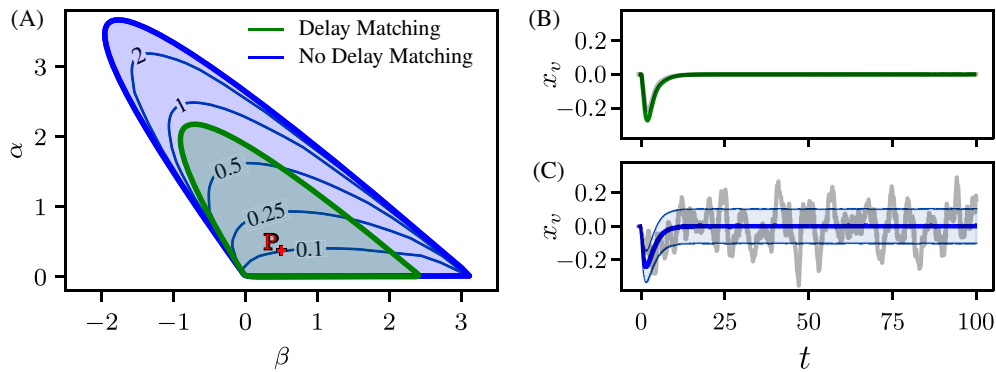 (A)
Delay Matching
No Delay Matching
2
1
0.5
0.25
P
0.1
3
2
1
0
α
−2 −1 0 1 2 3
β
(B)
0.2
0.0
−0.2
x_v
(C)
0.2
0.0
−0.2
x_v
0 25 50 75 100
t